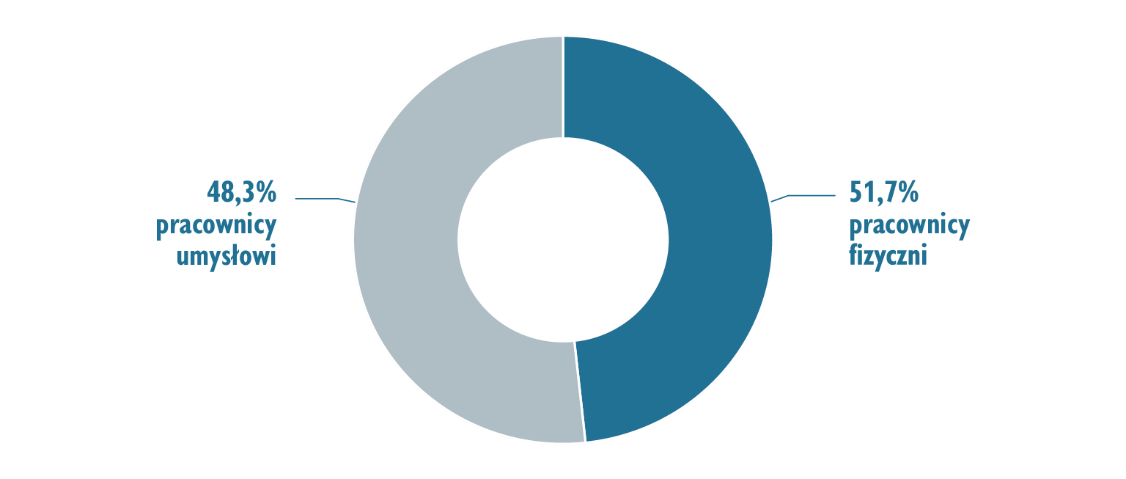 48,3%
pracownicy
umysłowi
51,7%
pracownicy
fizyczni